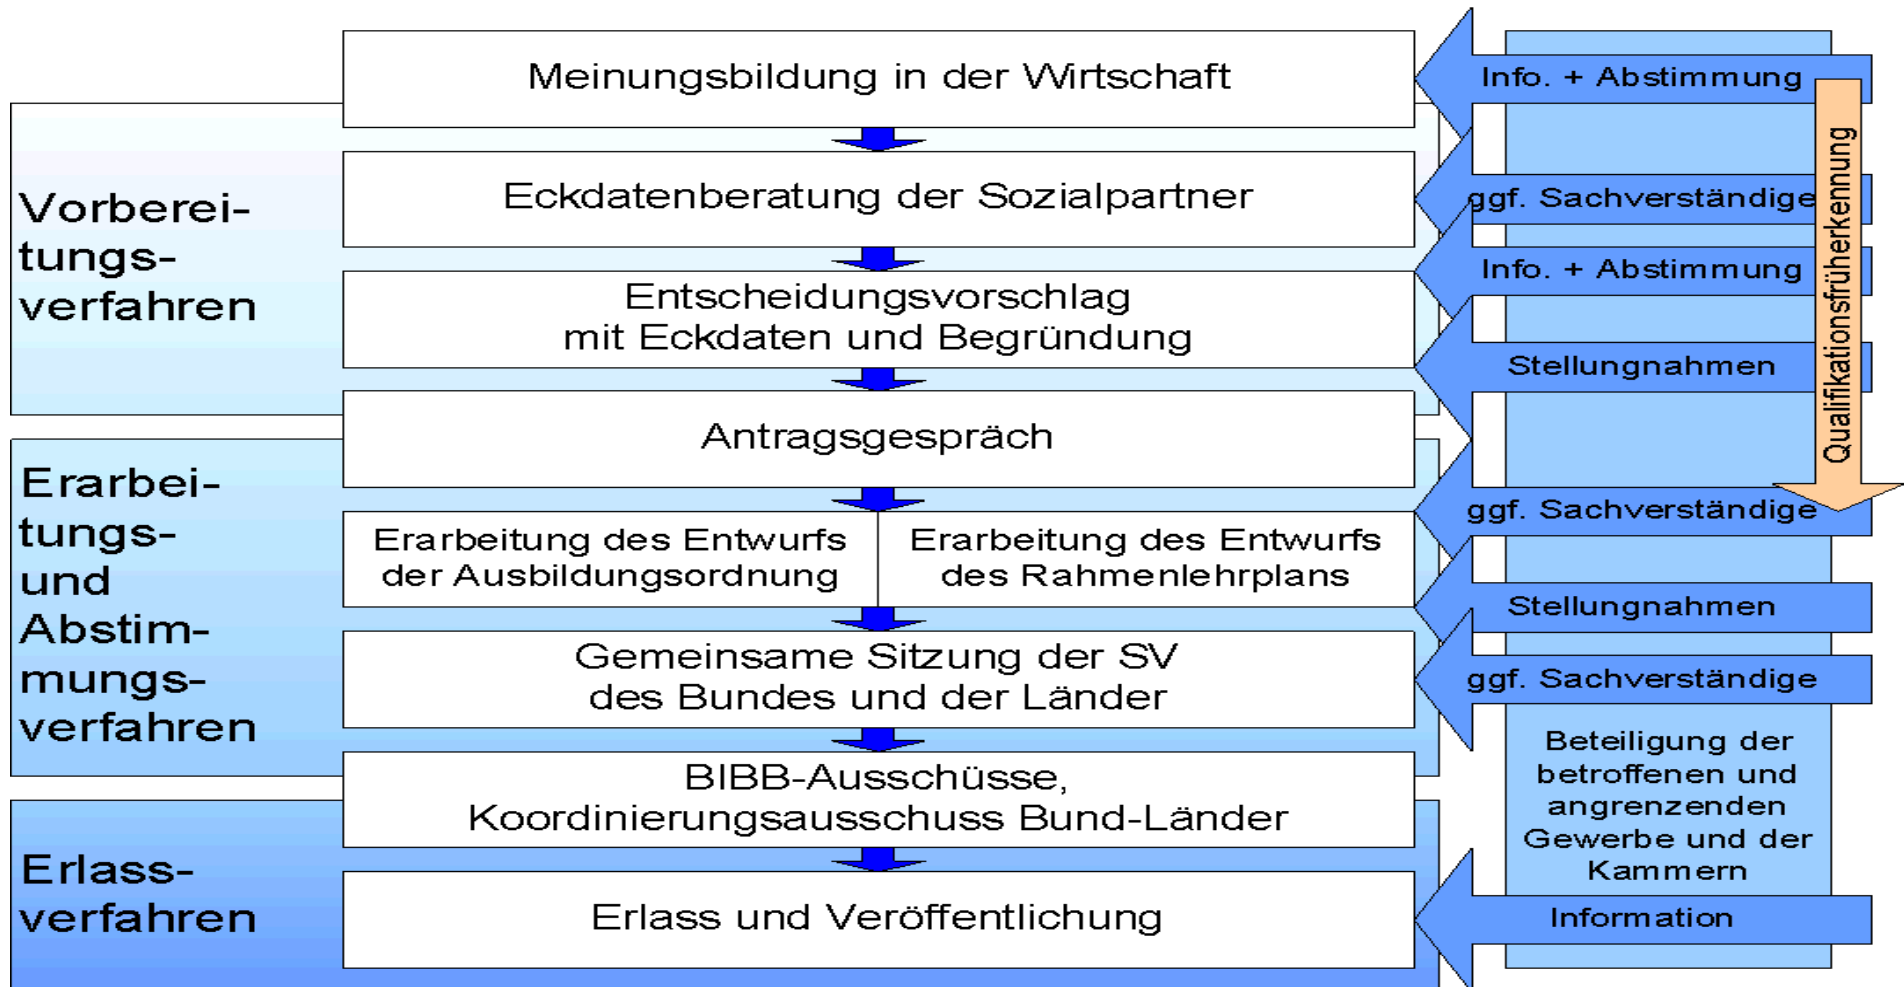 Meinungsbildung in der Wirtschaft
Info. + Abstimmung
Vorberei-
tungs-
verfahren
Eckdatenberatung der Sozialpartner
ggf. Sachverständige
Entscheidungsvorschlag
mit Eckdaten und Begründung
Info. + Abstimmung
Stellungnahmen
Qualifikationsfrüherkennung
Antragsgespräch
Erarbei-
tungs-
und
Abstim-
mungs-
verfahren
Erarbeitung des Entwurfs
der Ausbildungsordnung
Erarbeitung des Entwurfs
des Rahmenlehrplans
ggf. Sachverständige
Stellungnahmen
Gemeinsame Sitzung der SV
des Bundes und der Länder
ggf. Sachverständige
BIBB-Ausschüsse,
Koordinierungsausschuss Bund-Länder
Beteiligung der
betroffenen und
angrenzenden
Gewerbe und der
Kammern
Erlass-
verfahren
Erlass und Veröffentlichung
Information